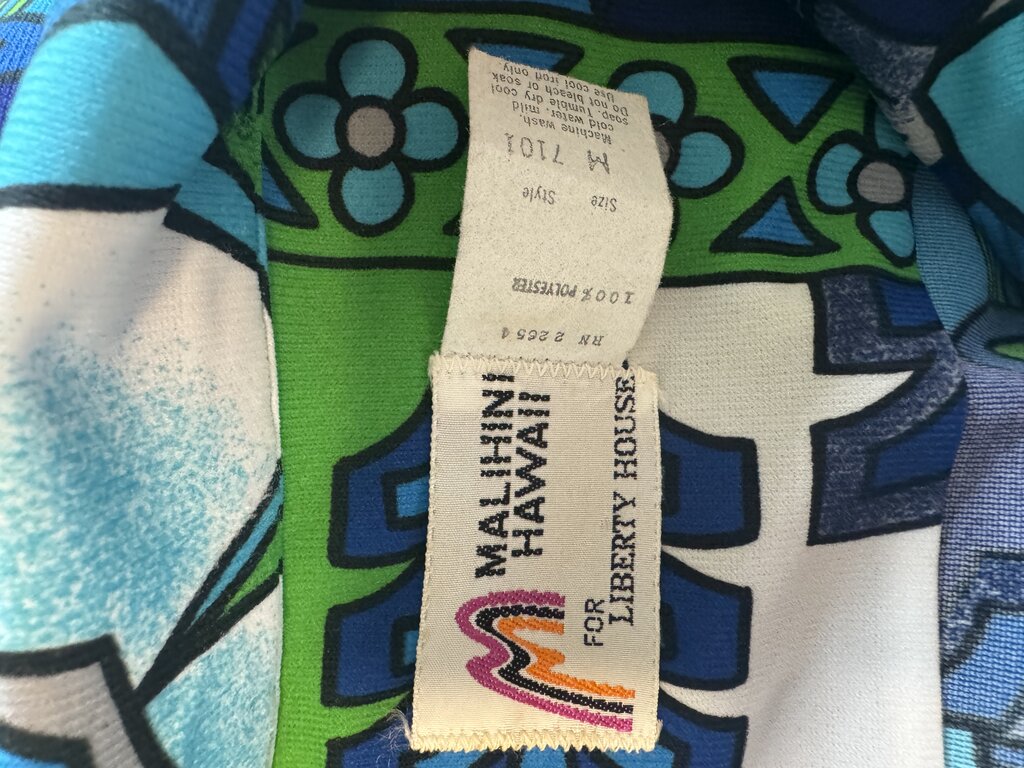 MALIHINI
HAWAII
FOR
LIBERTY HOUSE
RN 22654
100% POLYESTER
Size Style
M 7101
Machine wash,
cold water, mild
soap. Tumble dry cool
Do not bleach or soak
Use cool iron only.